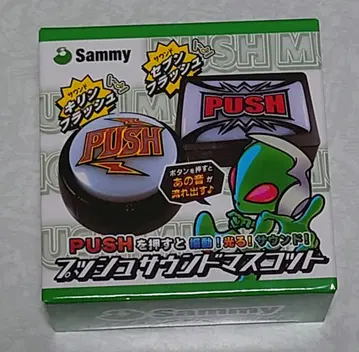 Sammy
サウンド
キリン
フラッシュ
サウンド
セブン
フラッシュ
PUSH
PUSH
ボタンを押すと
あの音が
流れ出す♪
PUSHを押すと振動!光る!サウンド!
プッシュサウンドマスコット
Sammy